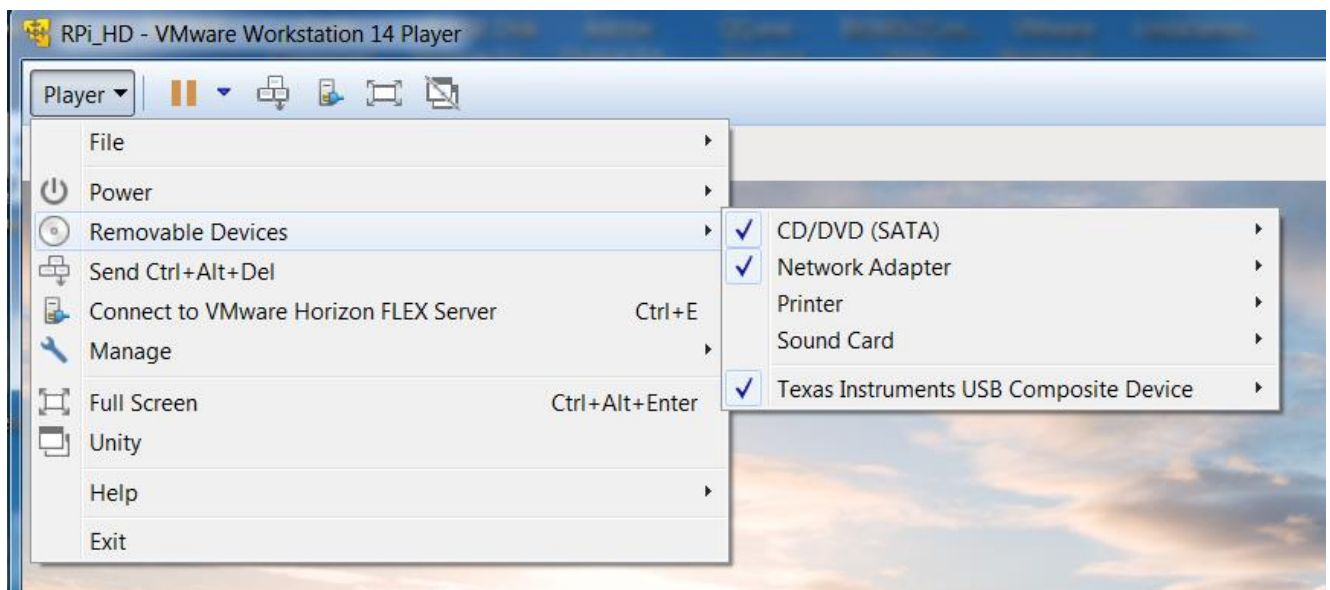 RPi_HD - VMware Workstation 14 Player
Player
File
Power
Removable Devices
Send Ctrl+Alt+Del
Connect to VMware Horizon FLEX Server Ctrl+E
Manage
Full Screen Ctrl+Alt+Enter
Unity
Help
Exit
CD/DVD (SATA)
Network Adapter
Printer
Sound Card
Texas Instruments USB Composite Device